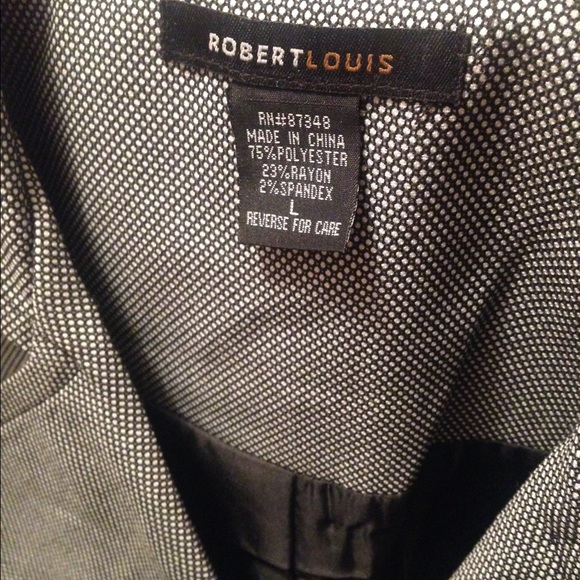 ROBERTLOUIS
RN#87348
MADE IN CHINA
75%POLYESTER
23%RAYON
2%SPANDEX
L
REVERSE FOR CARE